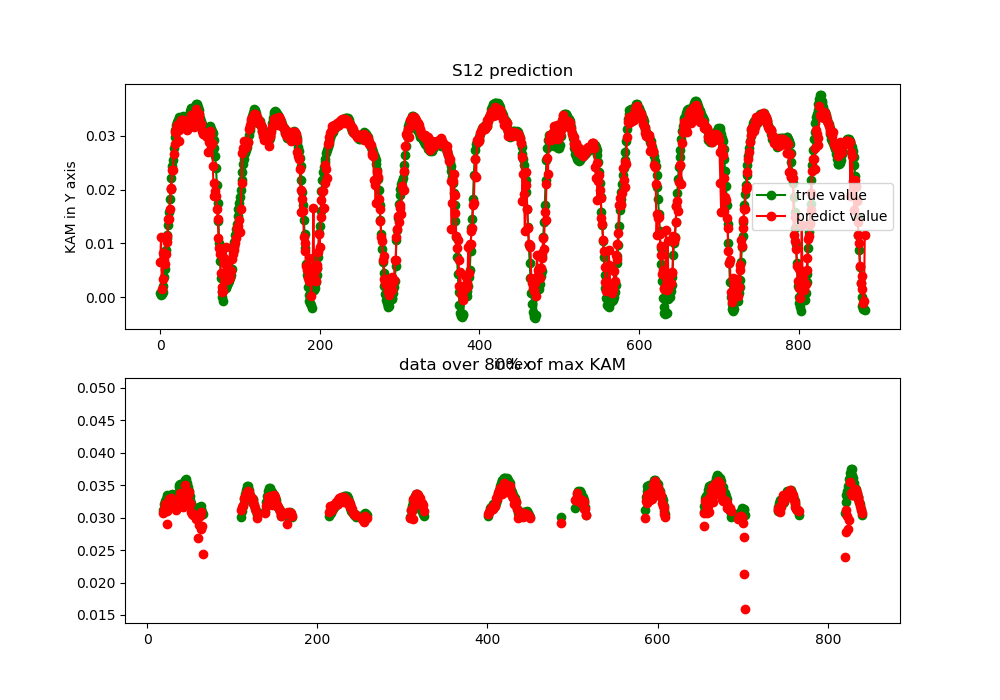 S12 prediction
KAM in Y axis
0.03
0.02
0.01
0.00
true value
predict value
0 200 400 600 800
index
data over 80% of max KAM
0.050
0.045
0.040
0.035
0.030
0.025
0.020
0.015
0 200 400 600 800